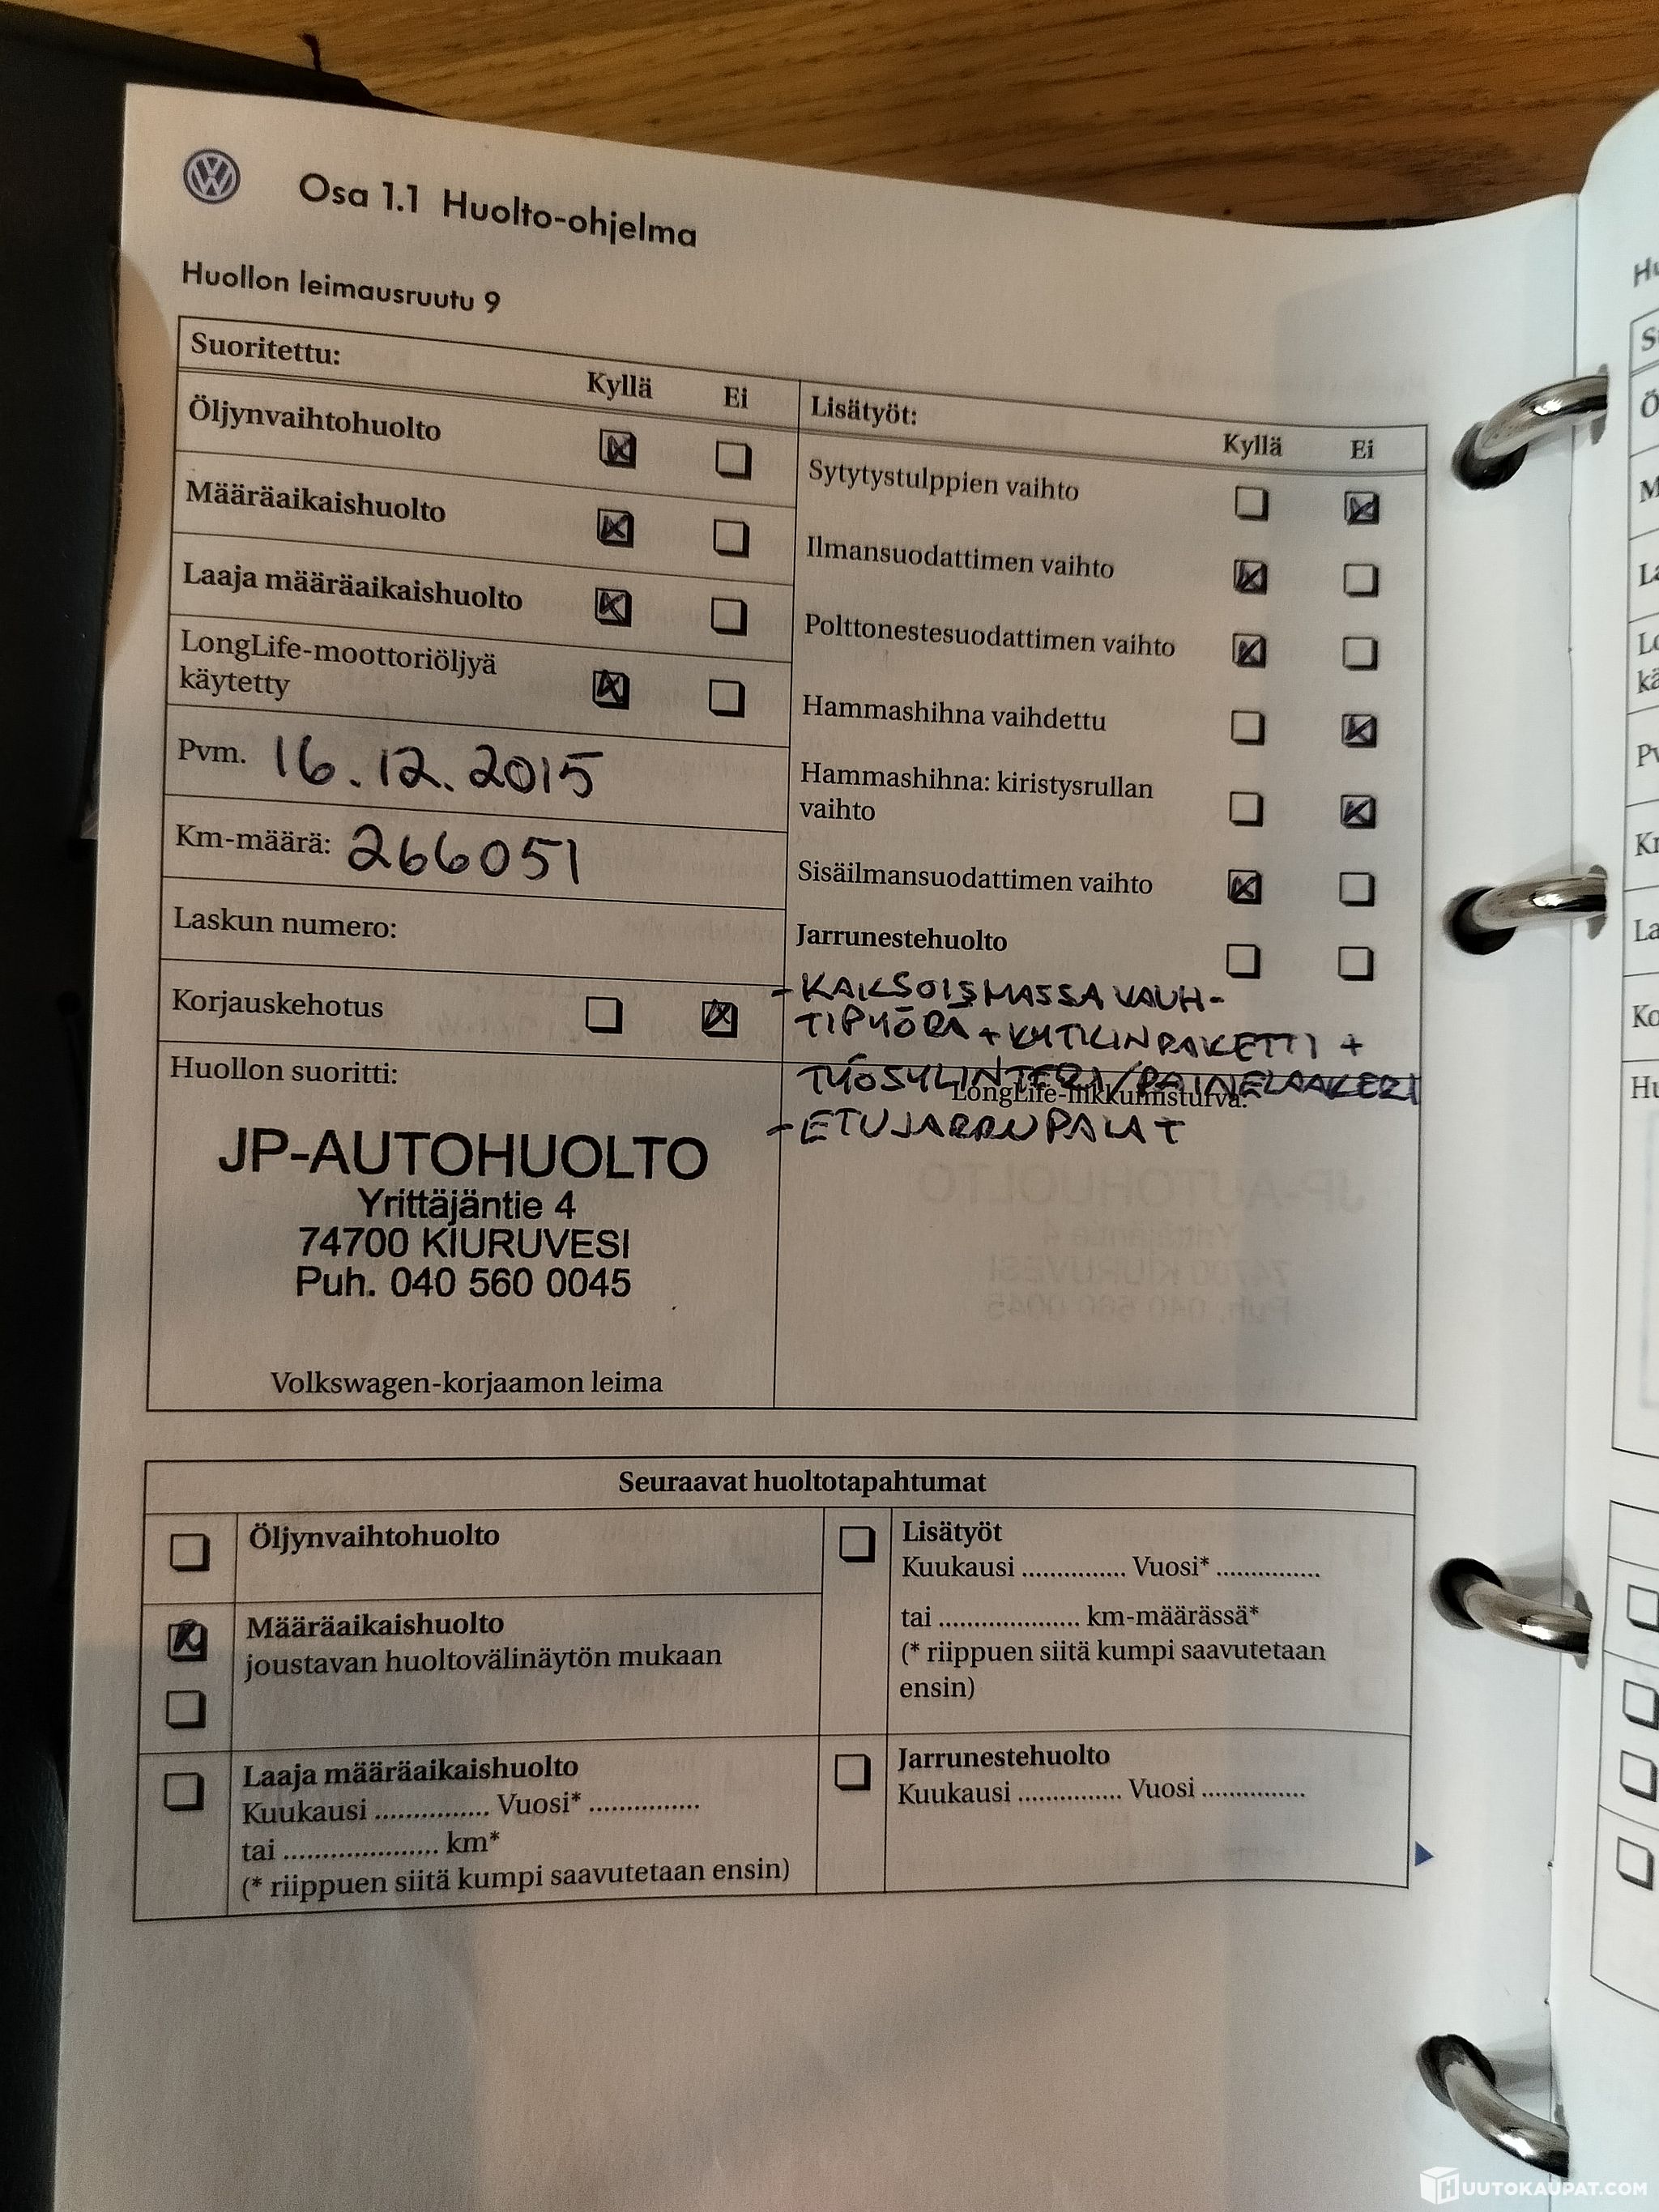 Osa 1.1 Huolto-ohjelma
Huollon leimausruutu 9
Suoritettu:
Kyllä Ei
Öljynvaihtohuolto
Määräaikaishuolto
Laaja määräaikaishuolto
LongLife-moottoriöljyä
käytetty
Pvm. 16.12.2015
Km-määrä: 266051
Laskun numero:
Korjauskehotus
Huollon suoritti:
JP-AUTOHUOLTO
Yrittäjäntie 4
74700 KIURUVESI
Puh. 040 560 0045
Volkswagen-korjaamon leima
Lisätyöt:
Kyllä Ei
Sytytystulppien vaihto
Ilmansuodattimen vaihto
Polttonestesuodattimen vaihto
Hammashihna vaihdettu
Hammashihna: kiristysrullan
vaihto
Sisäilmansuodattimen vaihto
Jarrunestehuolto
- KAKSOISMASSAVAUH-
TIPYÖRÄ + KYTKINPAKETTI +
TYÖSYLINTERI/PAINELAAKERI
LongLife-liikkumisturva:
- ETUJARRUPALAT
Seuraavat huoltotapahtumat
Öljynvaihtohuolto
Määräaikaishuolto
joustavan huoltovälinäytön mukaan
Laaja määräaikaishuolto
Kuukausi ............... Vuosi* ...............
tai ..................... km*
(* riippuen siitä kumpi saavutetaan ensin)
Lisätyöt
Kuukausi ............... Vuosi* ...............
tai .................... km-määrässä*
(* riippuen siitä kumpi saavutetaan
ensin)
Jarrunestehuolto
Kuukausi ............... Vuosi ...............
HUUTOKAUPAT.COM